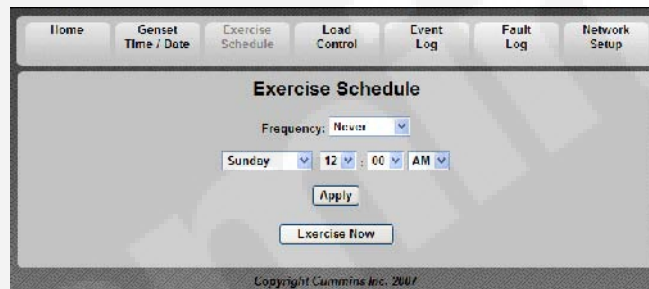 Home Genset Time / Date Exercise Schedule Load Control Event Log Fault Log Network Setup
Exercise Schedule
Frequency: Never
Sunday 12 : 00 AM
Apply
Exercise Now
Copyright Cummins Inc. 2007